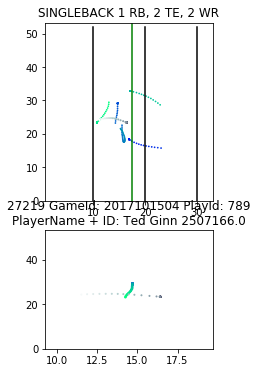 SINGLEBACK 1 RB, 2 TE, 2 WR
50
40
30
20
10
0
10 20 30
27219 GameId: 2017101504 PlayId: 789
PlayerName + ID: Ted Ginn 2507166.0
40
20
0
10.0 12.5 15.0 17.5